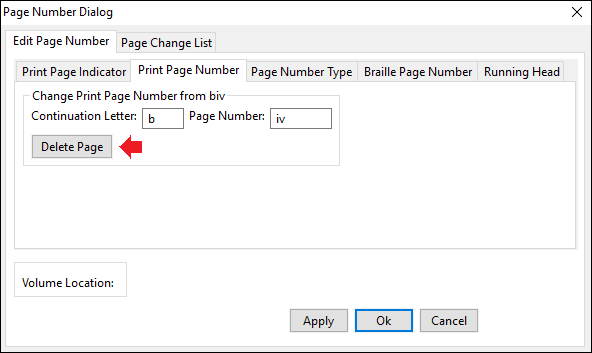 Page Number Dialog
Edit Page Number Page Change List
Print Page Indicator Print Page Number Page Number Type Braille Page Number Running Head
Change Print Page Number from biv
Continuation Letter: b Page Number: iv
Delete Page
Volume Location:
Apply Ok Cancel